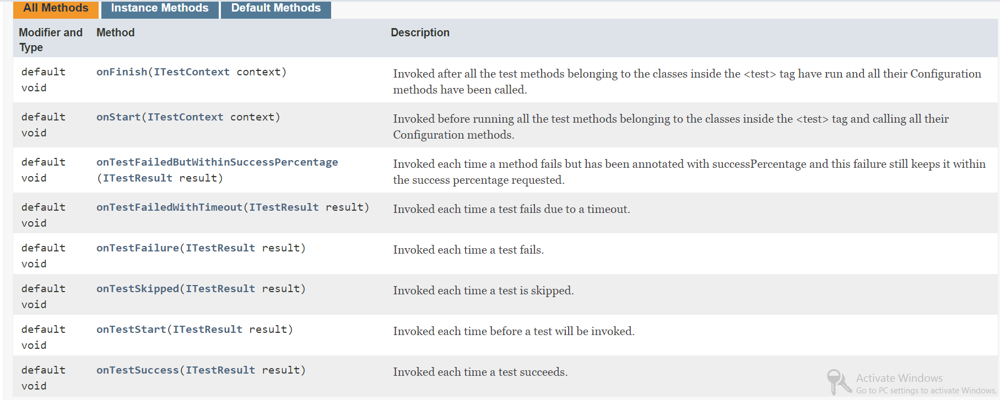 All Methods Instance Methods Default Methods
Modifier and Method Description
Type
default onFinish(ITestContext context) Invoked after all the test methods belonging to the classes inside the <test> tag have run and all their Configuration
void methods have been called.
default onStart(ITestContext context) Invoked before running all the test methods belonging to the classes inside the <test> tag and calling all their
void Configuration methods.
default onTestFailedButWithinSuccessPercentage Invoked each time a method fails but has been annotated with successPercentage and this failure still keeps it within
void (ITestResult result) the success percentage requested.
default onTestFailedWithTimeout(ITestResult result) Invoked each time a test fails due to a timeout.
void
default onTestFailure(ITestResult result) Invoked each time a test fails.
void
default onTestSkipped(ITestResult result) Invoked each time a test is skipped.
void
default onTestStart(ITestResult result) Invoked each time before a test will be invoked.
void
default onTestSuccess(ITestResult result) Invoked each time a test succeeds.
void
Activate Windows
Go to PC settings to activate Windows.